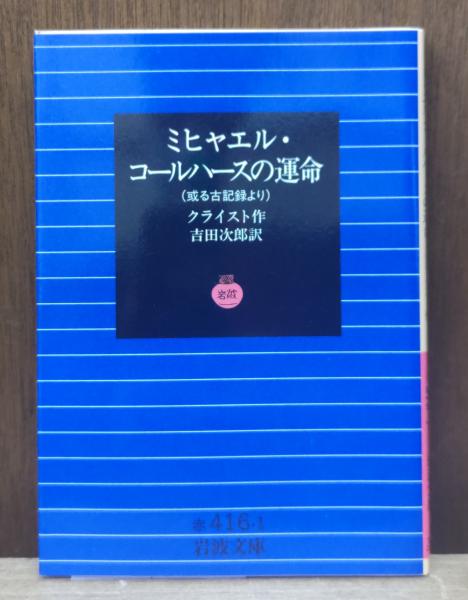 ミヒャエル・
コールハースの運命
(或る古記録より)
クライスト作
吉田次郎訳
岩波
赤416-1
岩波文庫